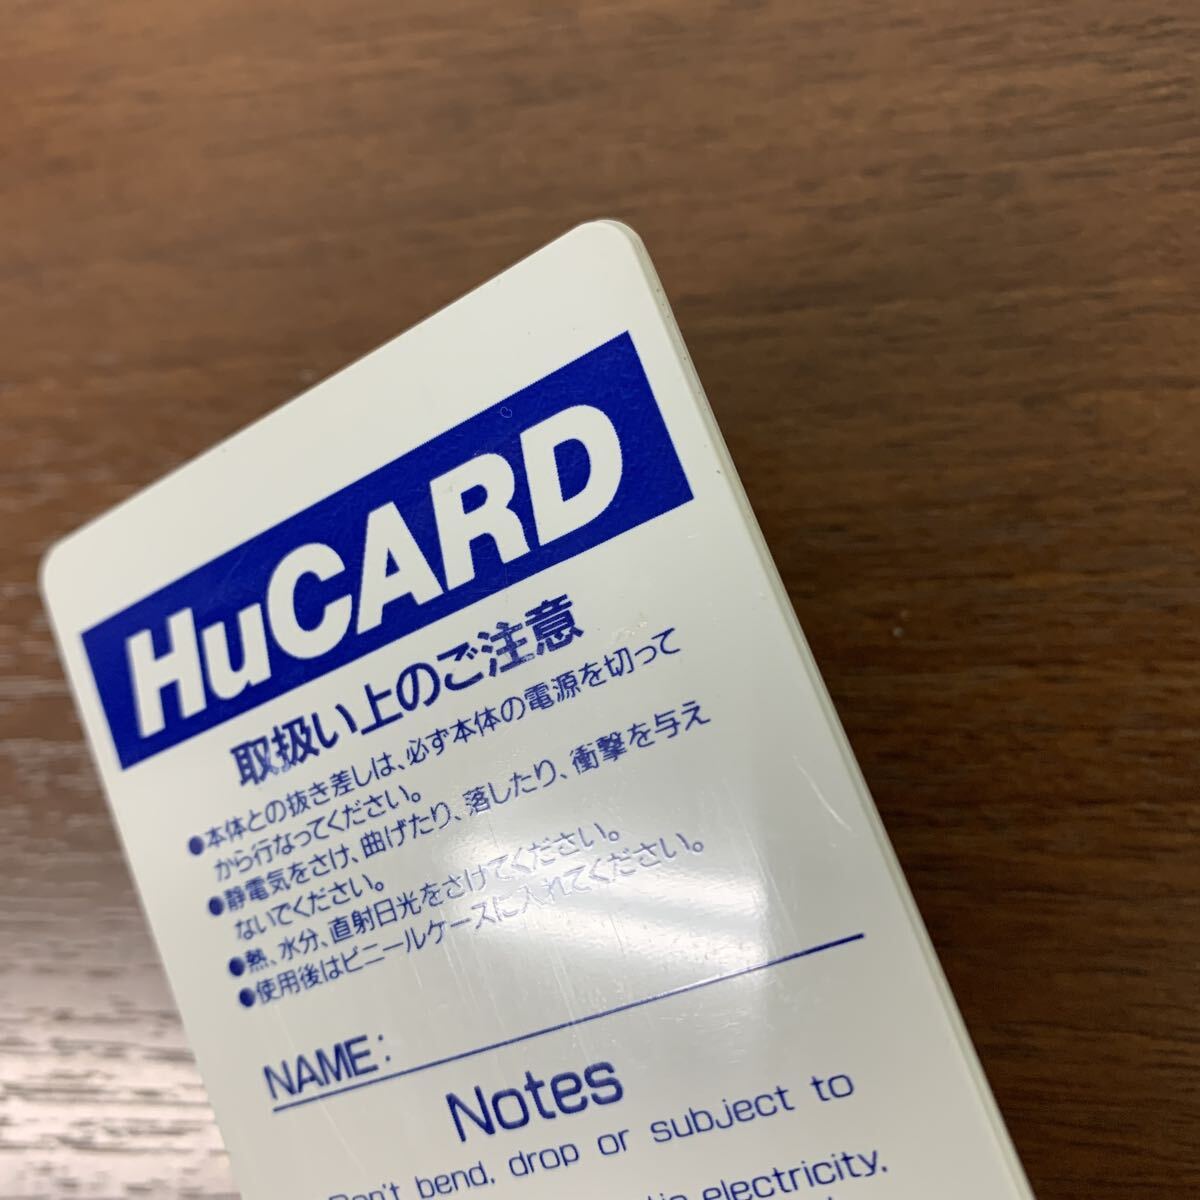 HuCARD
取扱い上のご注意
●本体との抜き差しは、必ず本体の電源を切って
から行なってください。
●静電気をさけ、曲げたり、落したり、衝撃を与え
ないでください。
●熱、水分、直射日光をさけてください。
●使用後はビニールケースに入れてください。
NAME:
Notes
Don't bend, drop or subject to
electricity.